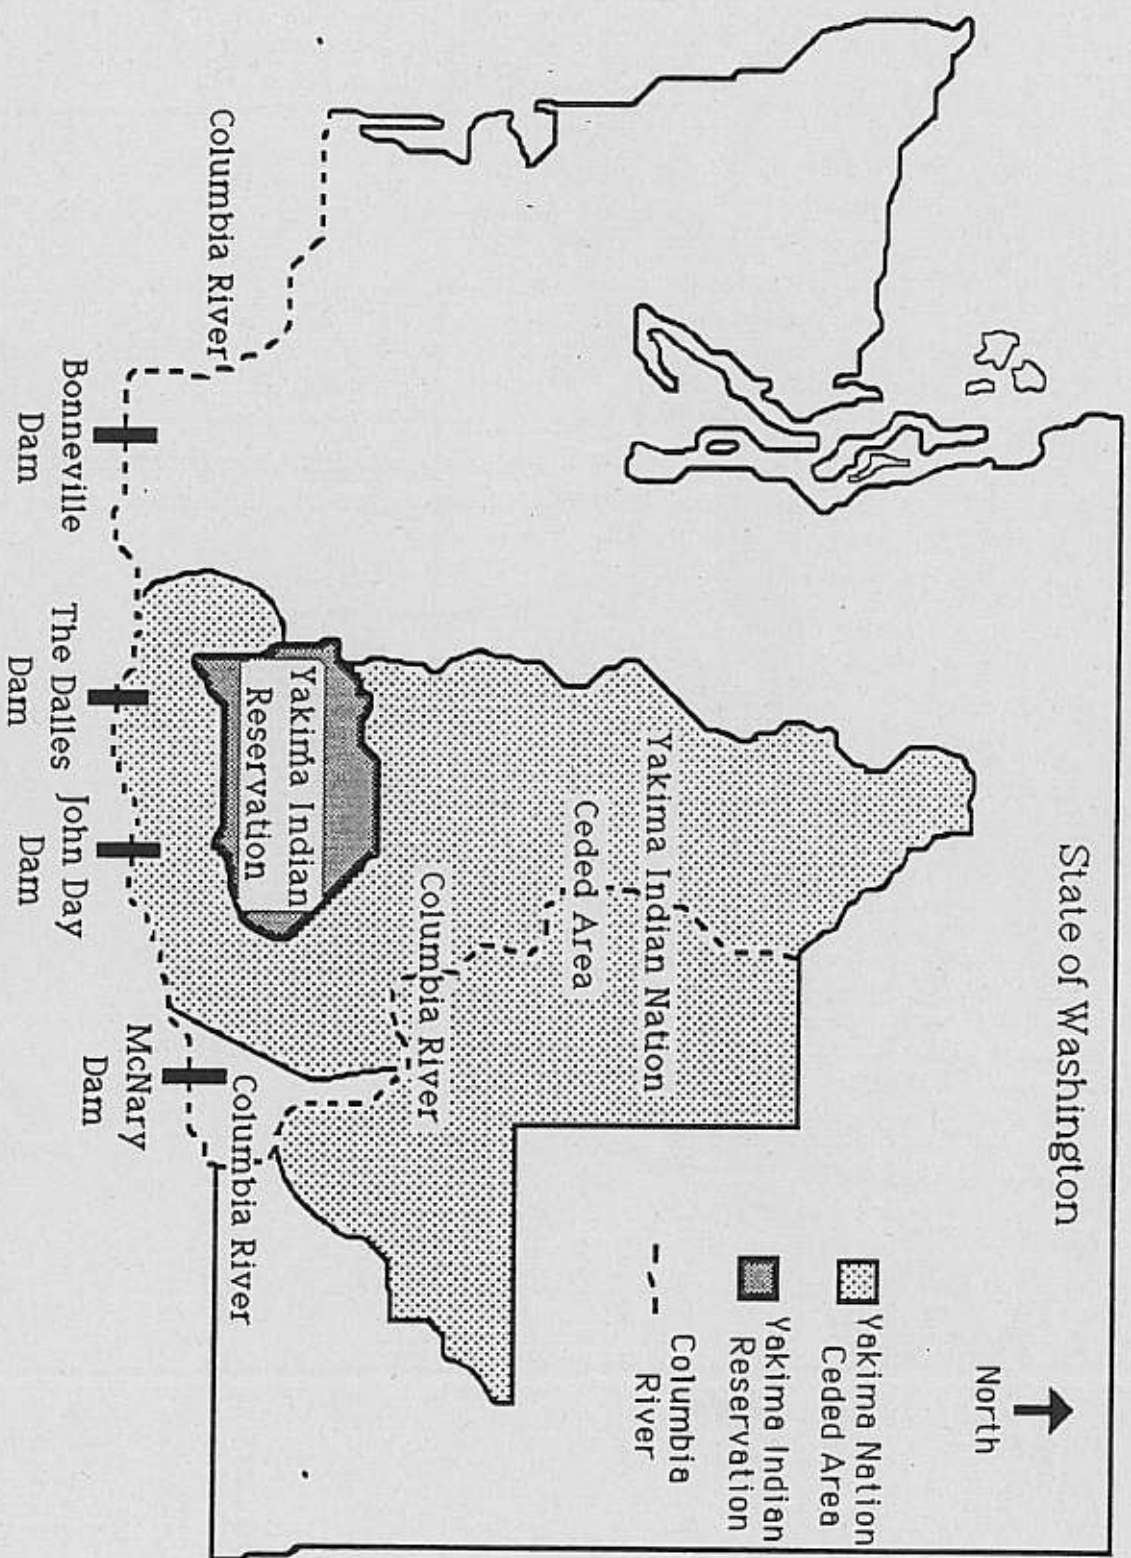 State of Washington
North
Yakima Nation
Ceded Area
Yakima Indian
Reservation
Columbia
River
Yakima Indian Nation
Ceded Area
Columbia River
Yakima Indian
Reservation
Columbia River
Columbia River
Bonneville
Dam
The Dalles
Dam
John Day
Dam
McNary
Dam